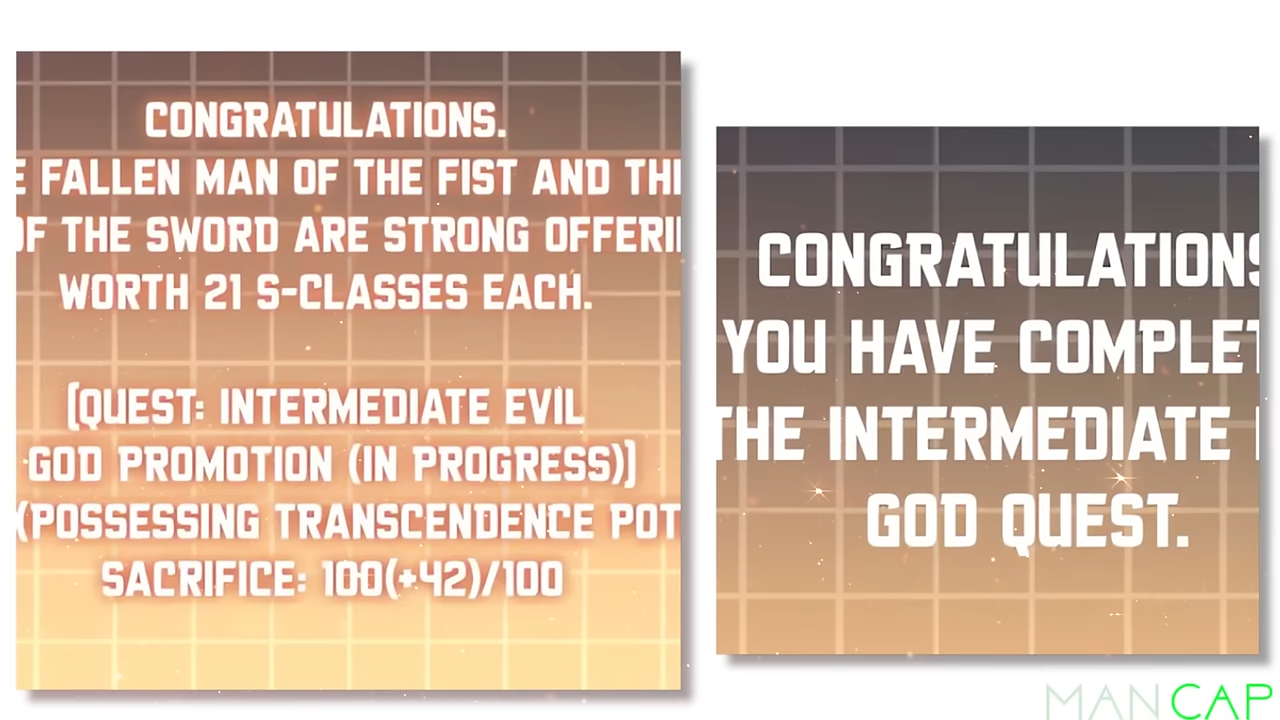 CONGRATULATIONS.
E FALLEN MAN OF THE FIST AND TH
OF THE SWORD ARE STRONG OFFERI
WORTH 21 S-CLASSES EACH.
[QUEST: INTERMEDIATE EVIL
GOD PROMOTION (IN PROGRESS)]
(POSSESSING TRANSCENDENCE POT
SACRIFICE: 100(+42)/100
CONGRATULATIONS
YOU HAVE COMPLET
THE INTERMEDIATE
GOD QUEST.
MANCAP